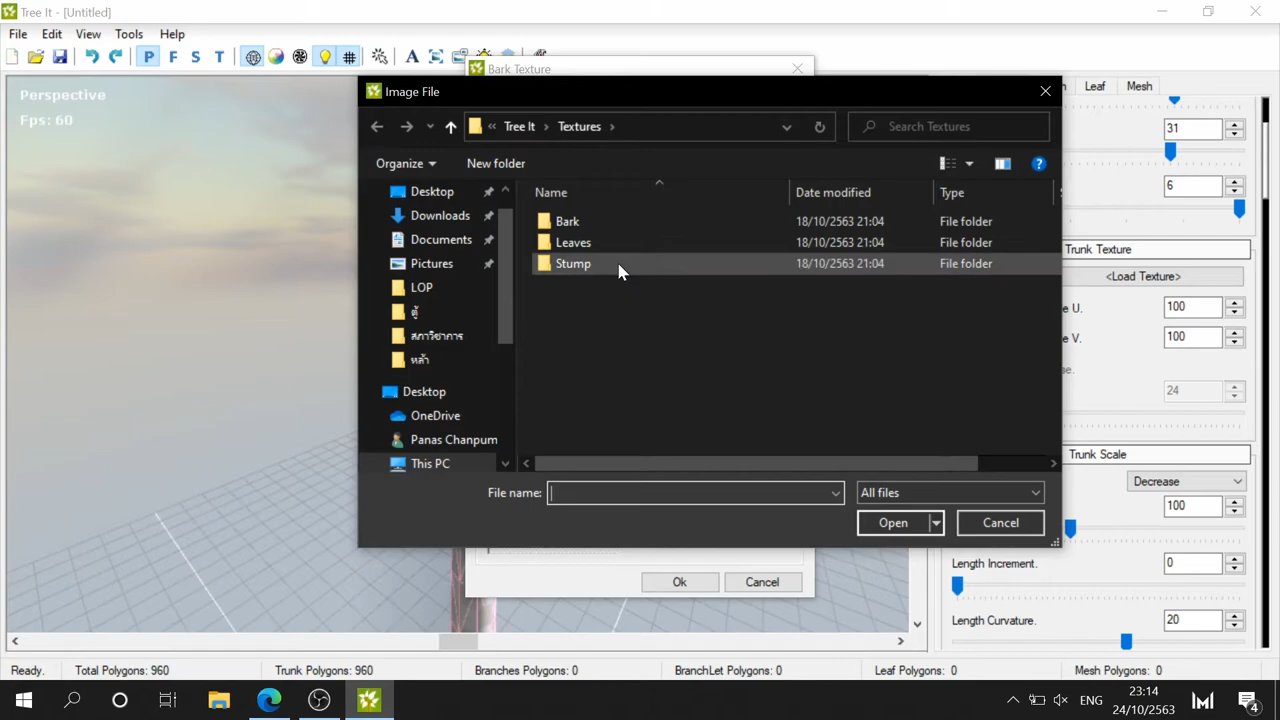 Tree It - [Untitled]
File Edit View Tools Help
P F S T A
Bark Texture
Perspective
Fps: 60
Image File
Tree It Textures
Search Textures
Organize New folder
Name Date modified Type
Desktop
Downloads
Documents
Pictures
LOP
ตู้
สภาวิชาการ
หล้า
Desktop
OneDrive
Panas Chanpum
This PC
Bark 18/10/2563 21:04 File folder
Leaves 18/10/2563 21:04 File folder
Stump 18/10/2563 21:04 File folder
File name: All files
Open Cancel
Ok Cancel
Leaf Mesh
31
6
Trunk Texture
<Load Texture>
e U. 100
e V. 100
se.
24
Trunk Scale
Decrease
100
Length Increment. 0
Length Curvature. 20
Ready. Total Polygons: 960 Trunk Polygons: 960 Branches Polygons: 0 BranchLet Polygons: 0 Leaf Polygons: 0 Mesh Polygons: 0
ENG
23:14
24/10/2563
4